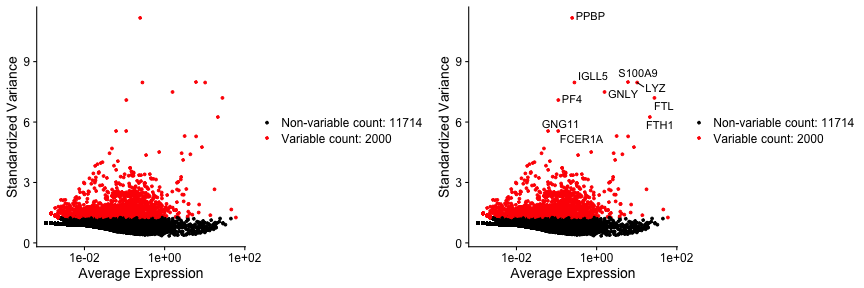 Standardized Variance
9
6
3
0
1e-02
1e+00
1e+02
Average Expression
Non-variable count: 11714
Variable count: 2000
Standardized Variance
9
6
3
0
PPBP
IGLL5
S100A9
LYZ
GNLY
PF4
FTL
FTH1
GNG11
FCER1A
1e-02
1e+00
1e+02
Average Expression
Non-variable count: 11714
Variable count: 2000